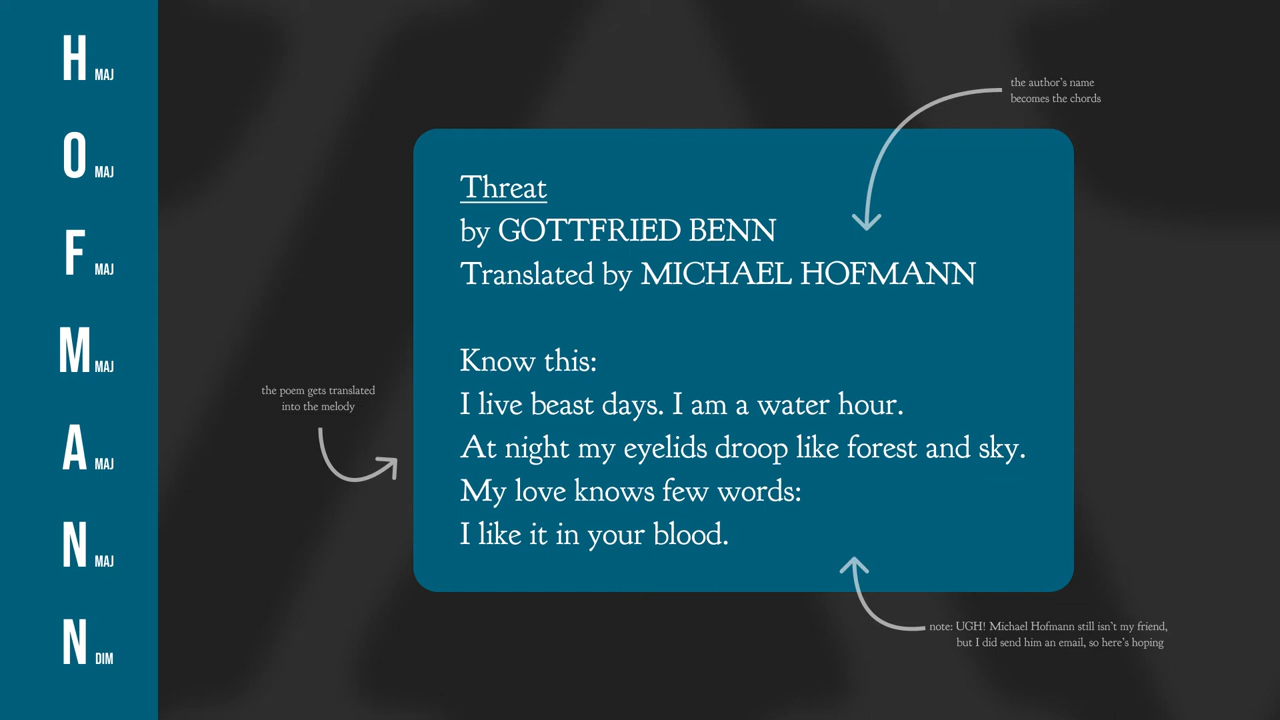 H MAJ
O MAJ
F MAJ
M MAJ
A MAJ
N MAJ
N DIM
the author's name
becomes the chords
Threat
by GOTTFRIED BENN
Translated by MICHAEL HOFMANN
Know this:
I live beast days. I am a water hour.
At night my eyelids droop like forest and sky.
My love knows few words:
I like it in your blood.
the poem gets translated
into the melody
note: UGH! Michael Hofmann still isn't my friend,
but I did send him an email, so here's hoping